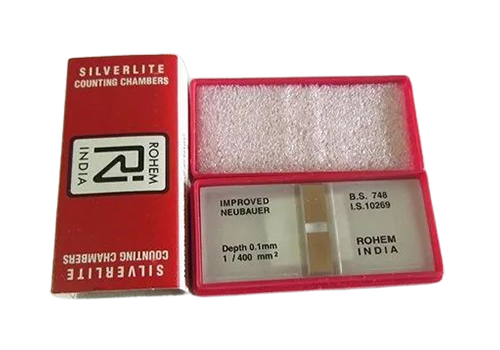 SILVERLITE
COUNTING CHAMBERS
ROHEM
INDIA
SILVERLITE
COUNTING CHAMBERS
IMPROVED
NEUBAUER
Depth 0.1mm
1 / 400 mm²
B.S. 748
I.S.10269
ROHEM
INDIA